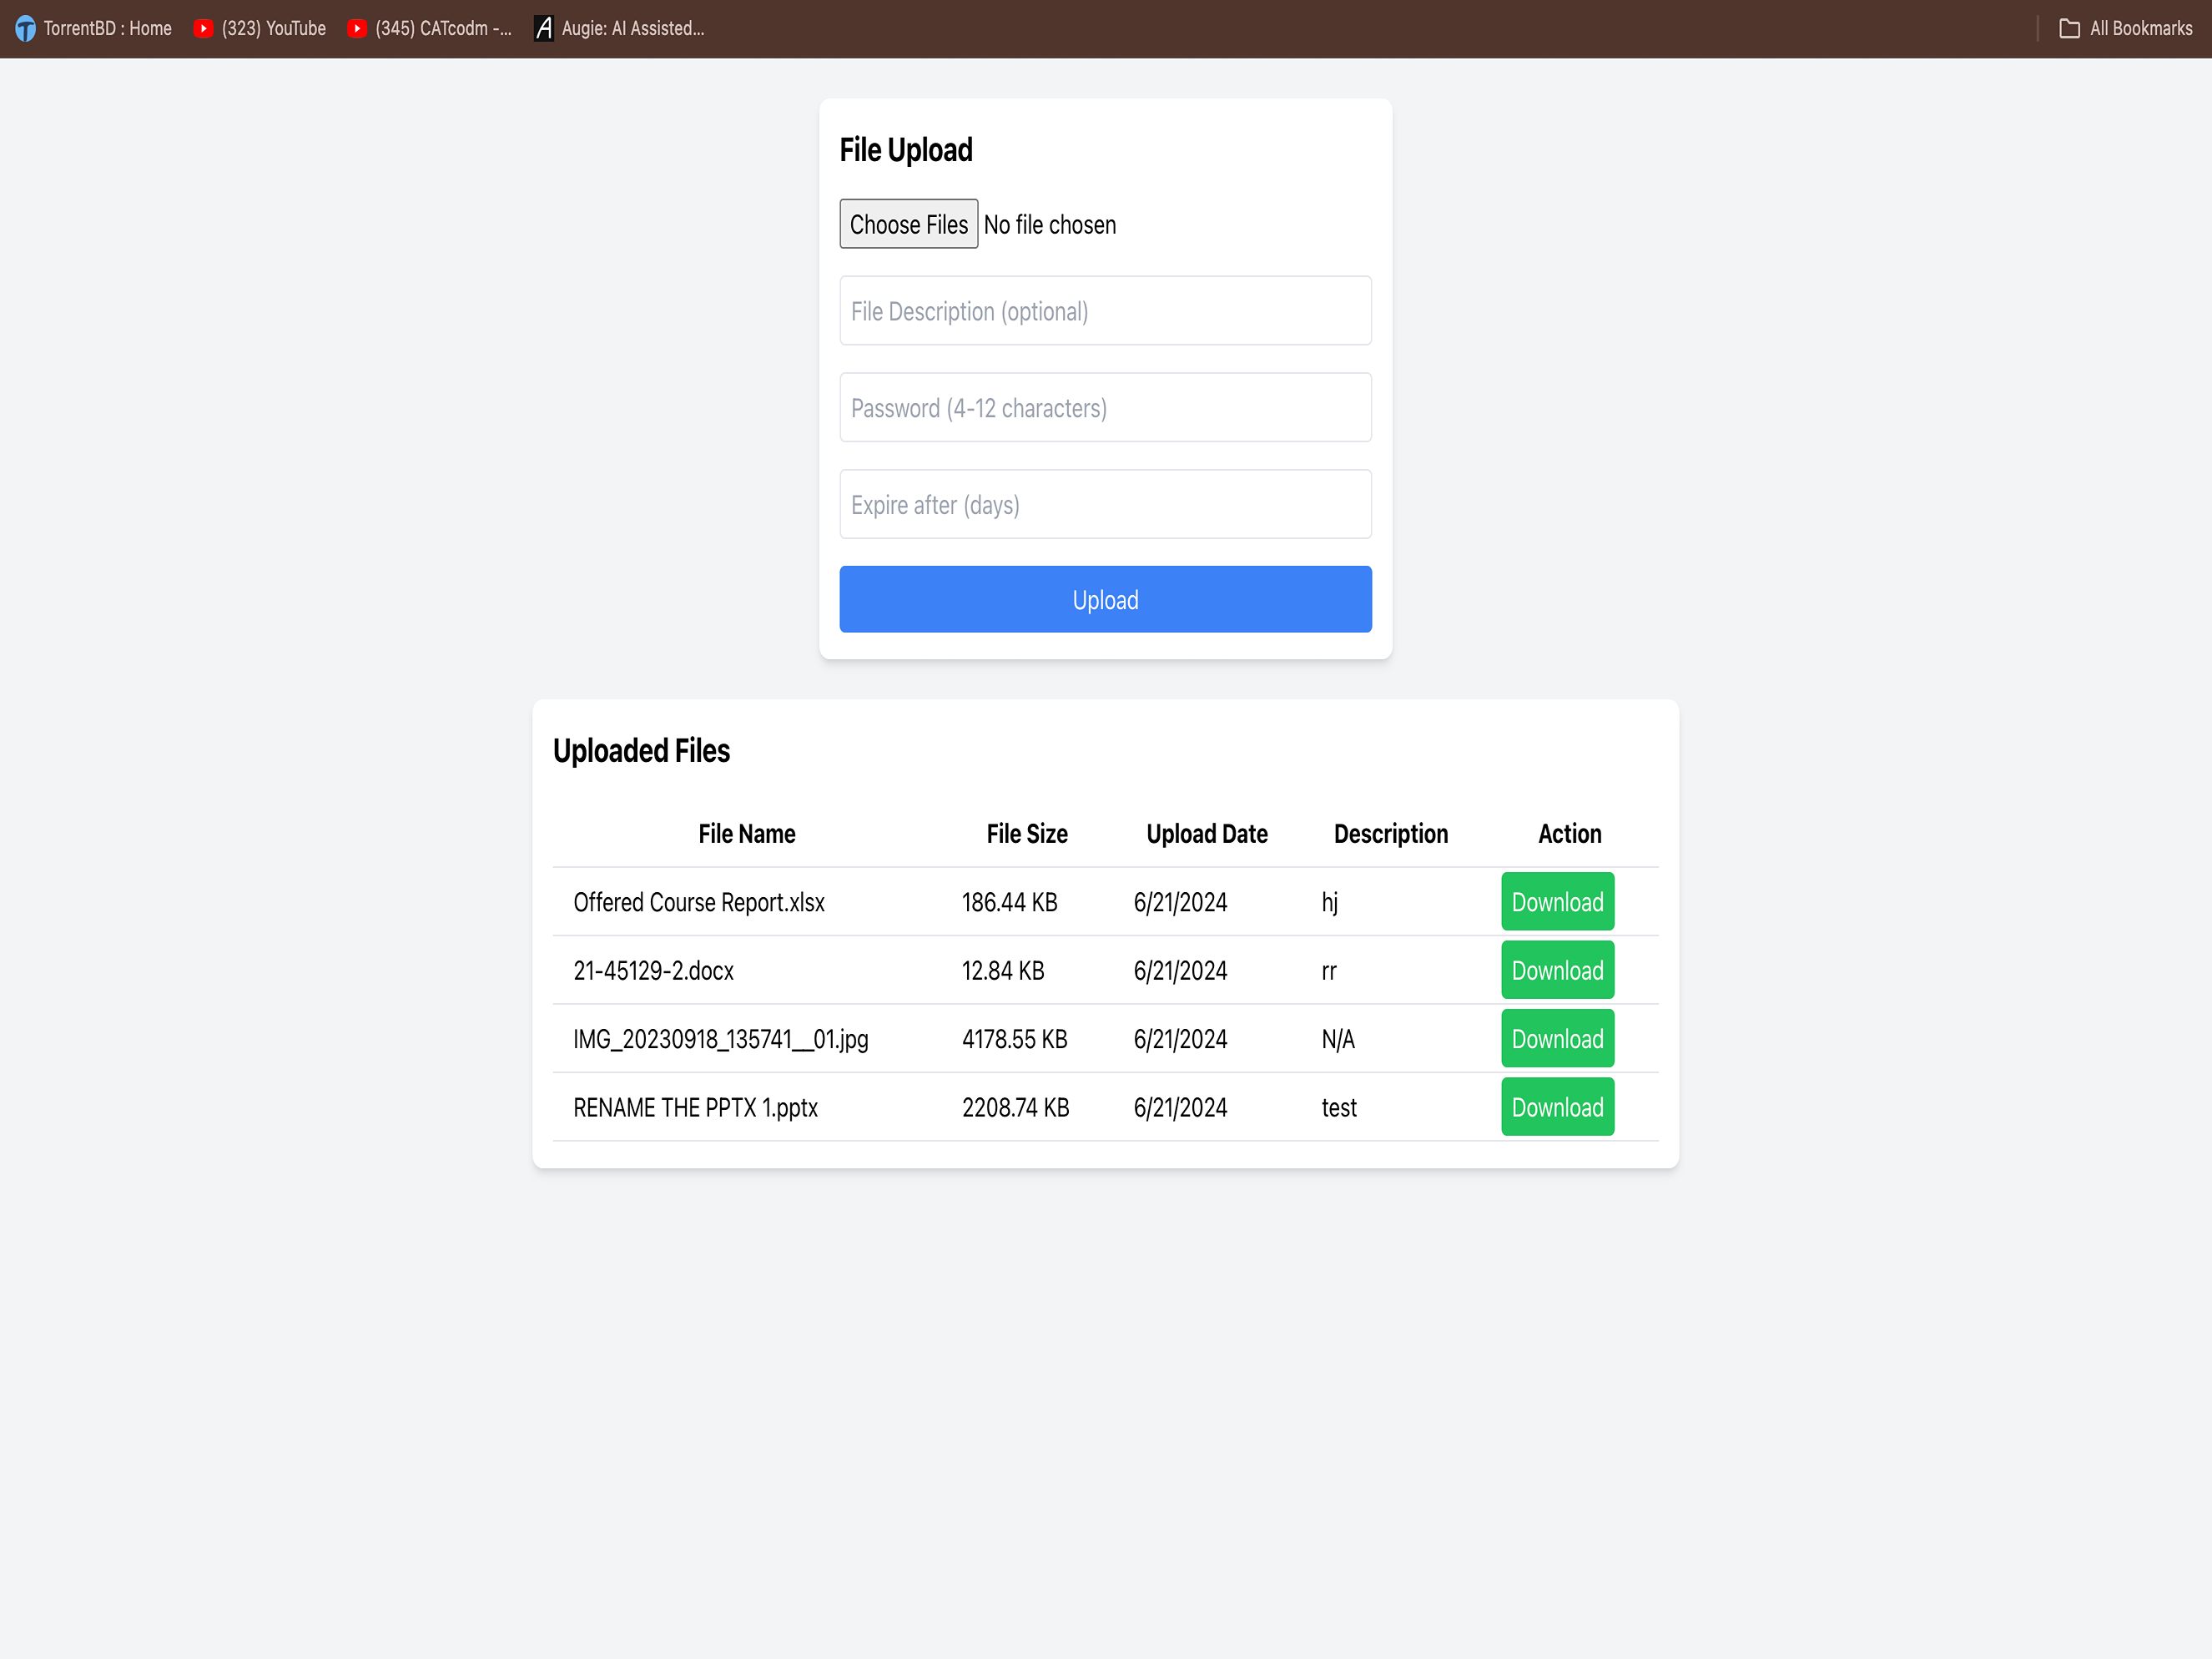 TorrentBD : Home (323) YouTube (345) CATcodm -... A Augie: AI Assisted... All Bookmarks
File Upload
Choose Files No file chosen
File Description (optional)
Password (4-12 characters)
Expire after (days)
Upload
Uploaded Files
File Name File Size Upload Date Description Action
Offered Course Report.xlsx 186.44 KB 6/21/2024 hj Download
21-45129-2.docx 12.84 KB 6/21/2024 rr Download
IMG_20230918_135741__01.jpg 4178.55 KB 6/21/2024 N/A Download
RENAME THE PPTX 1.pptx 2208.74 KB 6/21/2024 test Download